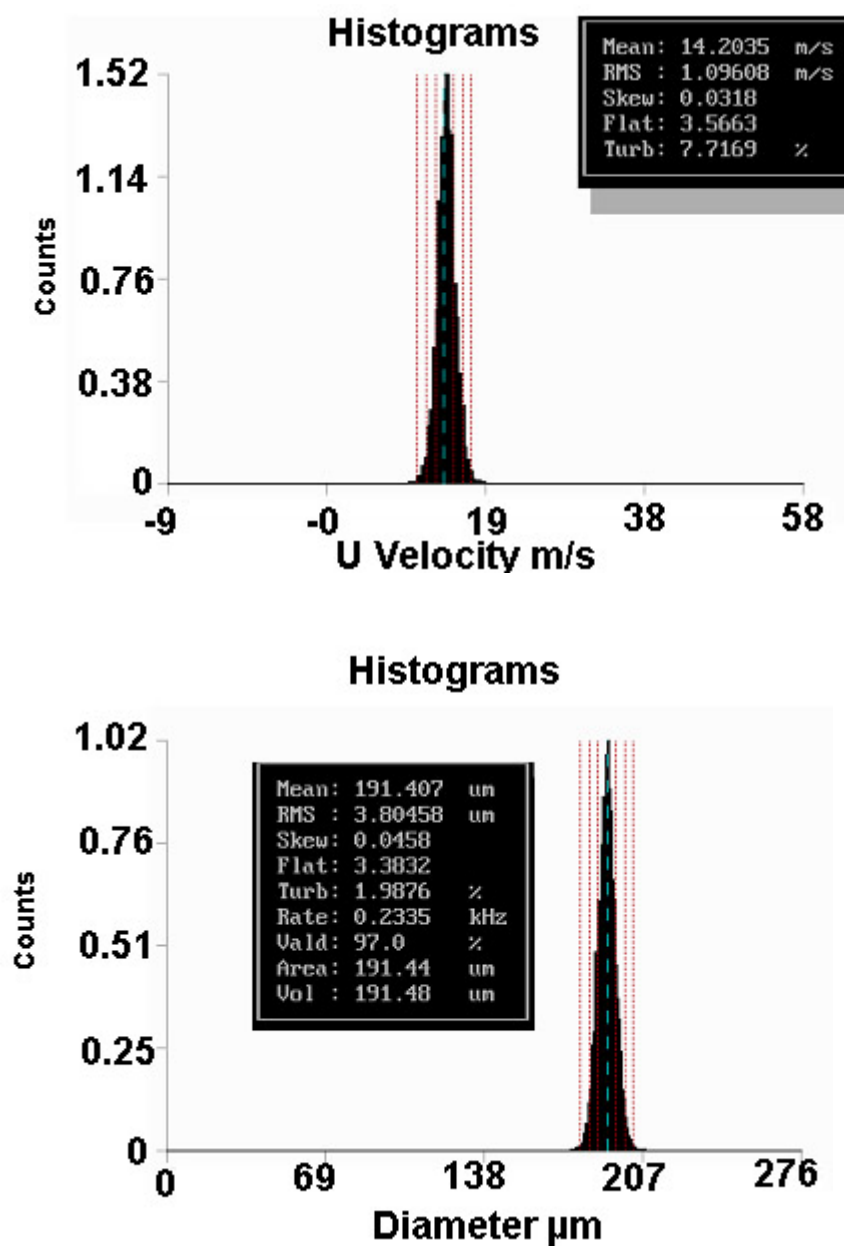 Histograms
Mean: 14.2035 m/s
RMS : 1.09608 m/s
Skew: 0.0318
Flat: 3.5663
Turb: 7.7169 %
1.52
1.14
0.76
0.38
0
Counts
-9 -0 19 38 58
U Velocity m/s
Histograms
1.02
0.76
0.51
0.25
0
Counts
Mean: 191.407 um
RMS : 3.80458 um
Skew: 0.0458
Flat: 3.3832
Turb: 1.9876 %
Rate: 0.2335 kHz
Vald: 97.0 %
Area: 191.44 um
Vol : 191.48 um
0 69 138 207 276
Diameter µm